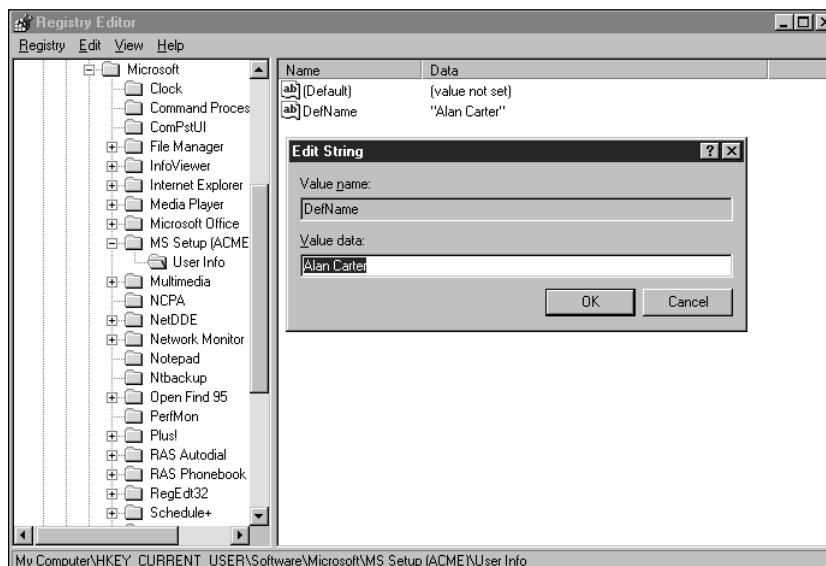 Registry Editor
Registry Edit View Help
Microsoft
Clock
Command Proces
ComPstUI
File Manager
InfoViewer
Internet Explorer
Media Player
Microsoft Office
MS Setup (ACME
User Info
Multimedia
NCPA
NetDDE
Network Monitor
Notepad
Ntbackup
Open Find 95
PerfMon
Plus!
RAS Autodial
RAS Phonebook
RegEdt32
Schedule+
Name Data
ab (Default) (value not set)
ab DefName "Alan Carter"
Edit String
Value name:
DefName
Value data:
Alan Carter
OK Cancel
My Computer\HKEY_CURRENT_USER\Software\Microsoft\MS Setup (ACME)\User Info